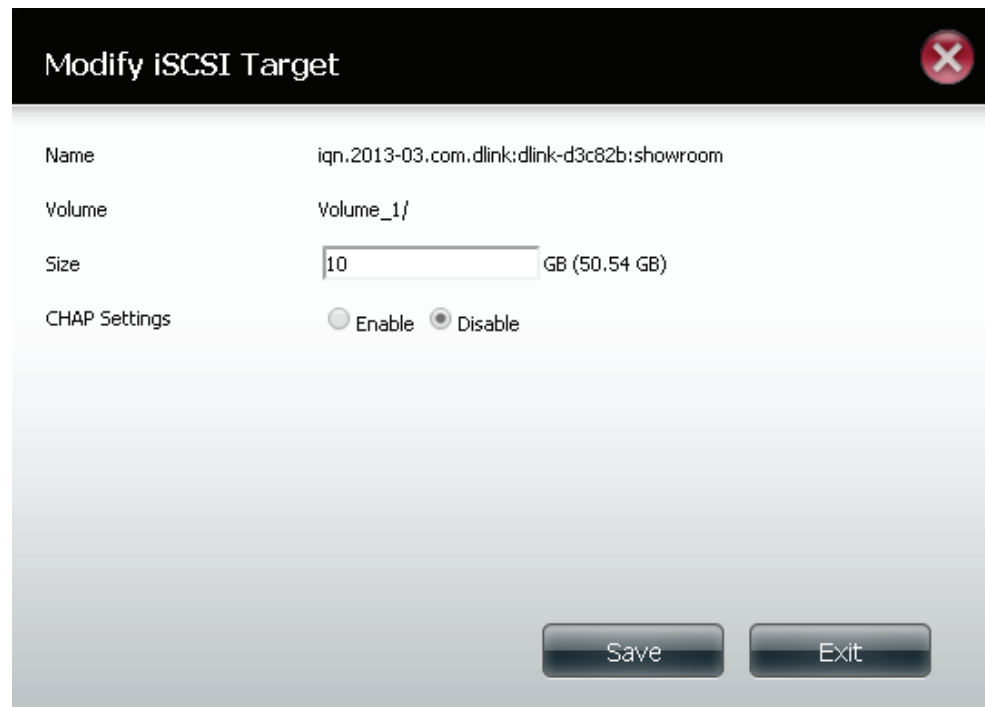 Modify iSCSI Target
Name iqn.2013-03.com.dlink:dlink-d3c82b:showroom
Volume Volume_1/
Size 10 GB (50.54 GB)
CHAP Settings Enable Disable
Save Exit